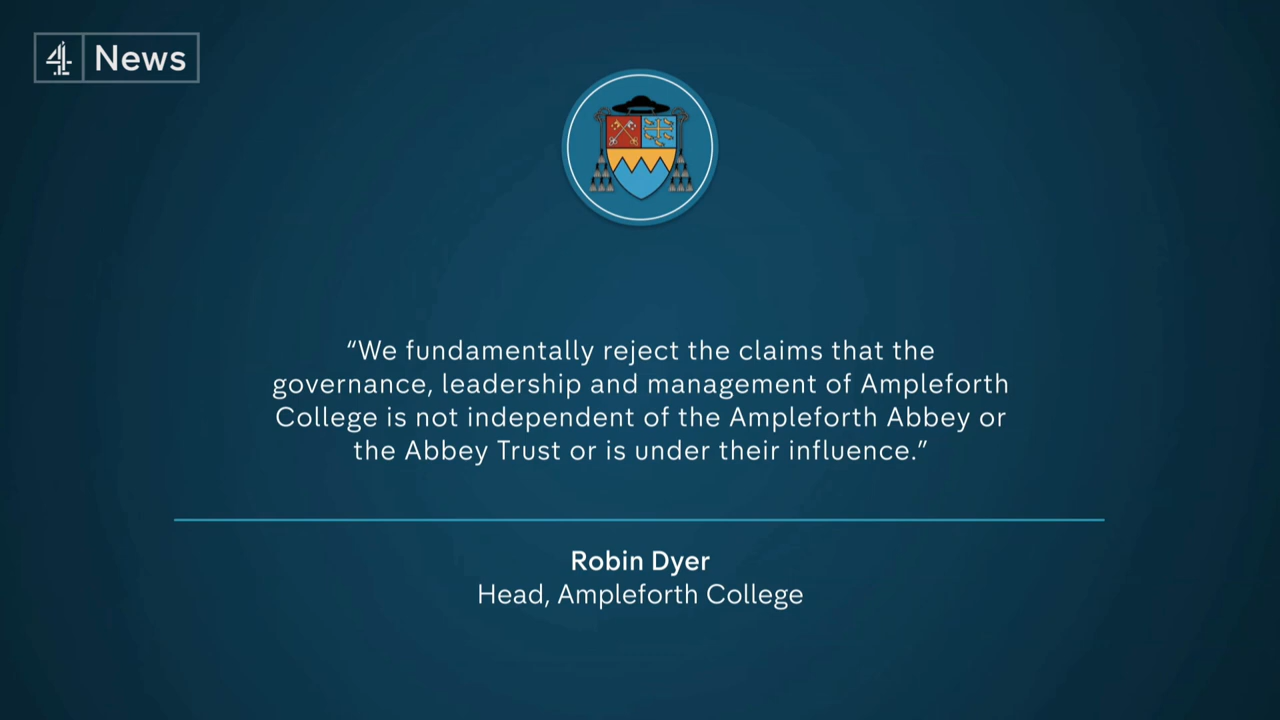 4 News
“We fundamentally reject the claims that the
governance, leadership and management of Ampleforth
College is not independent of the Ampleforth Abbey or
the Abbey Trust or is under their influence.”
Robin Dyer
Head, Ampleforth College